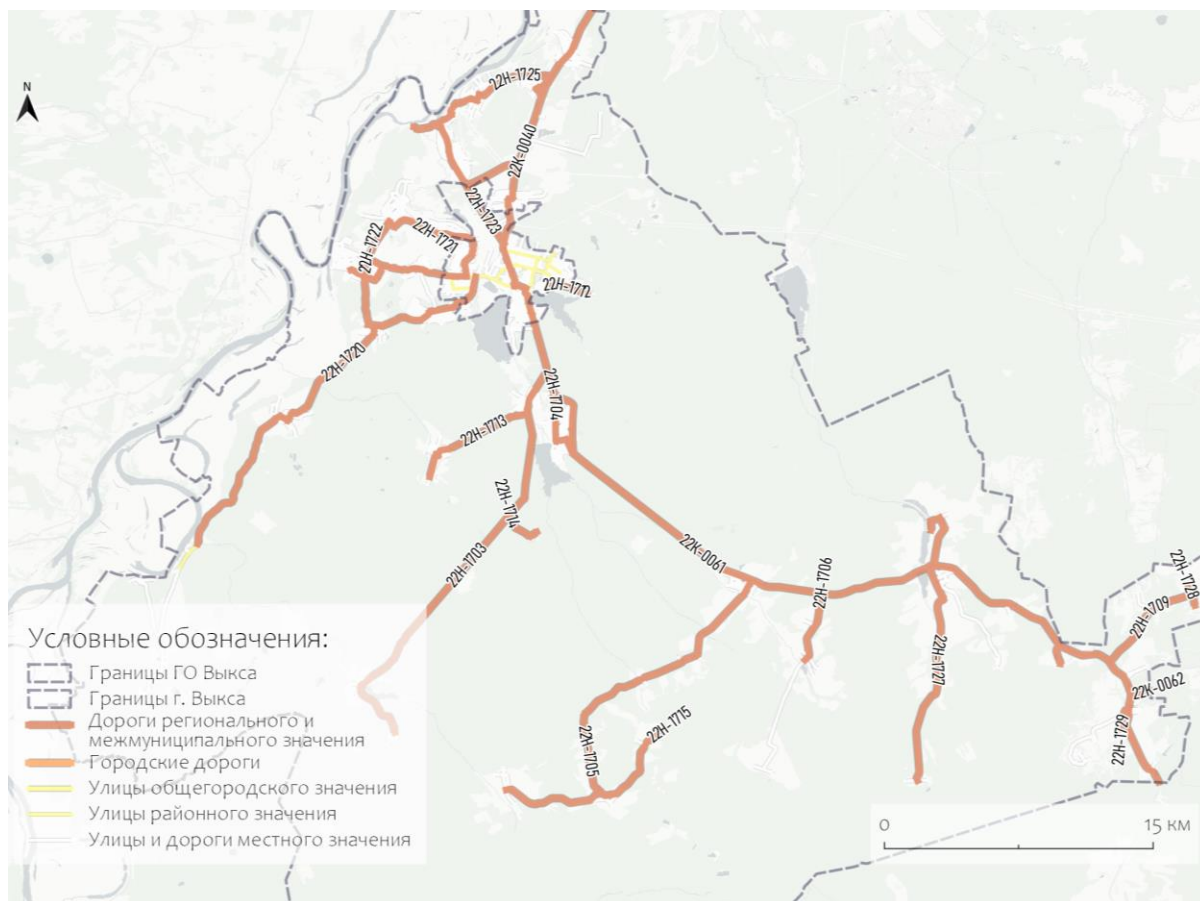 N
22Н-1725
22К-0040
22Н-1723
22Н-1722
22Н-1721
22Н-1712
22Н-1720
22Н-1704
22Н-1713
22Н-1714
22Н-1703
22К-0061
22Н-1706
22Н-1728
22Н-1709
22Н-1727
22К-0062
22Н-1715
22Н-1705
22Н-1729
Условные обозначения:
Границы ГО Выкса
Границы г. Выкса
Дороги регионального и
межмуниципального значения
Городские дороги
Улицы общегородского значения
Улицы районного значения
Улицы и дороги местного значения
0
15 км